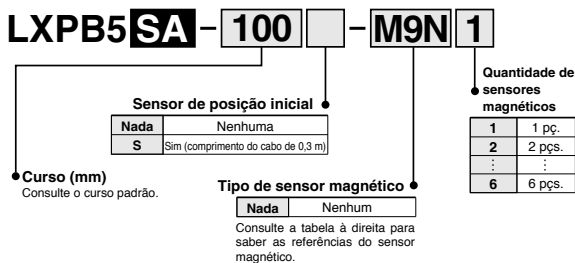 LXPB5 SA – 100 – M9N 1
Quantidade de
sensores
magnéticos
1 1 pç.
2 2 pçs.
⋮ ⋮
6 6 pçs.
Sensor de posição inicial
Nada Nenhuma
S Sim (comprimento do cabo de 0,3 m)
Curso (mm)
Consulte o curso padrão.
Tipo de sensor magnético
Nada Nenhum
Consulte a tabela à direita para
saber as referências do sensor
magnético.